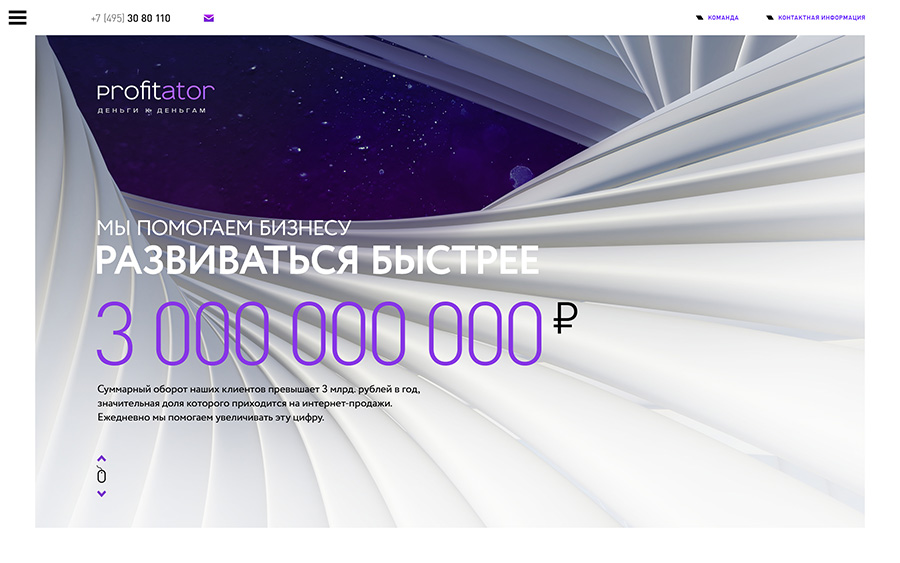 +7 (495) 30 80 110
КОМАНДА
КОНТАКТНАЯ ИНФОРМАЦИЯ
profitator
ДЕНЬГИ К ДЕНЬГАМ
МЫ ПОМОГАЕМ БИЗНЕСУ
РАЗВИВАТЬСЯ БЫСТРЕЕ
3 000 000 000 ₽
Суммарный оборот наших клиентов превышает 3 млрд. рублей в год,
значительная доля которого приходится на интернет-продажи.
Ежедневно мы помогаем увеличивать эту цифру.